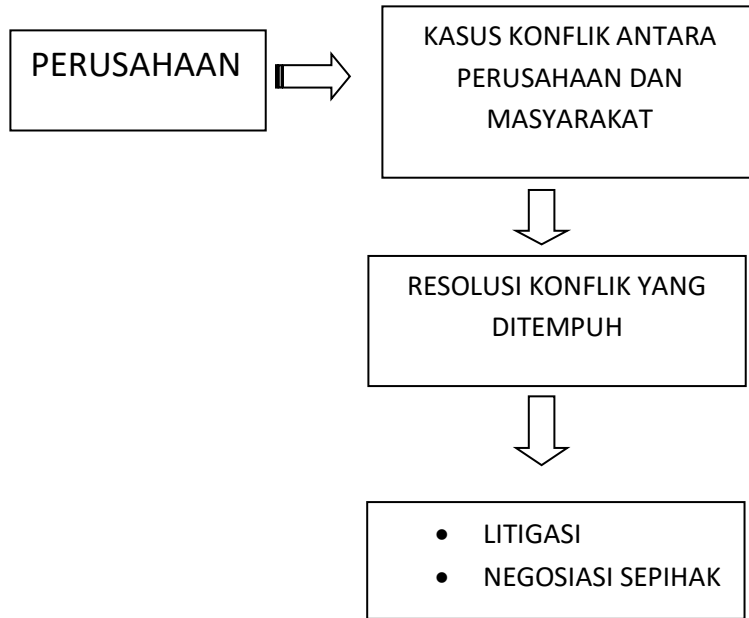 PERUSAHAAN
KASUS KONFLIK ANTARA
PERUSAHAAN DAN
MASYARAKAT
RESOLUSI KONFLIK YANG
DITEMPUH
• LITIGASI
• NEGOSIASI SEPIHAK